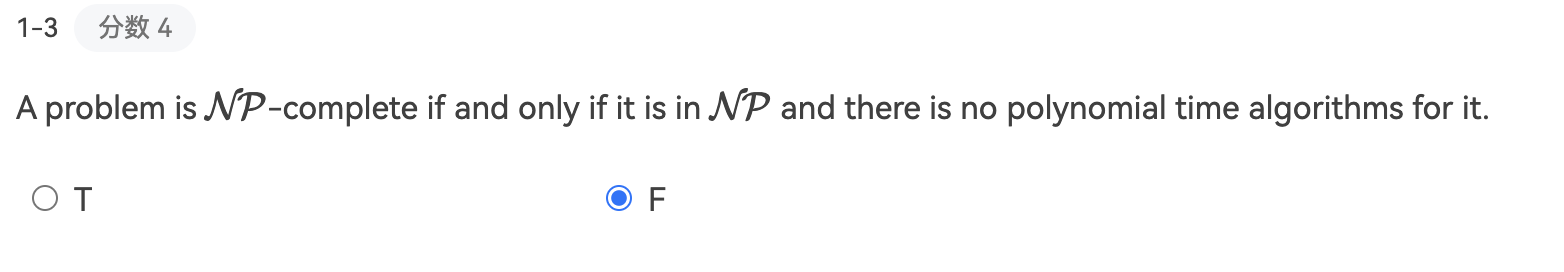 1-3 分数 4
A problem is 𝒩𝒫-complete if and only if it is in 𝒩𝒫 and there is no polynomial time algorithms for it.
T F